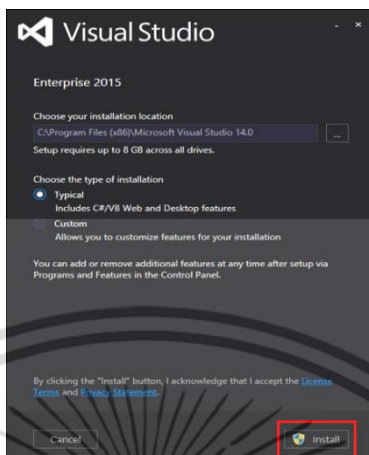 Visual Studio
Enterprise 2015
Choose your installation location
C:\Program Files (x86)\Microsoft Visual Studio 14.0
...
Setup requires up to 8 GB across all drives.
Choose the type of installation
Typical
Includes C#/VB Web and Desktop features
Custom
Allows you to customize features for your installation
You can add or remove additional features at any time after setup via
Programs and Features in the Control Panel.
By clicking the "Install" button, I acknowledge that I accept the License
Terms and Privacy Statement.
Cancel
Install